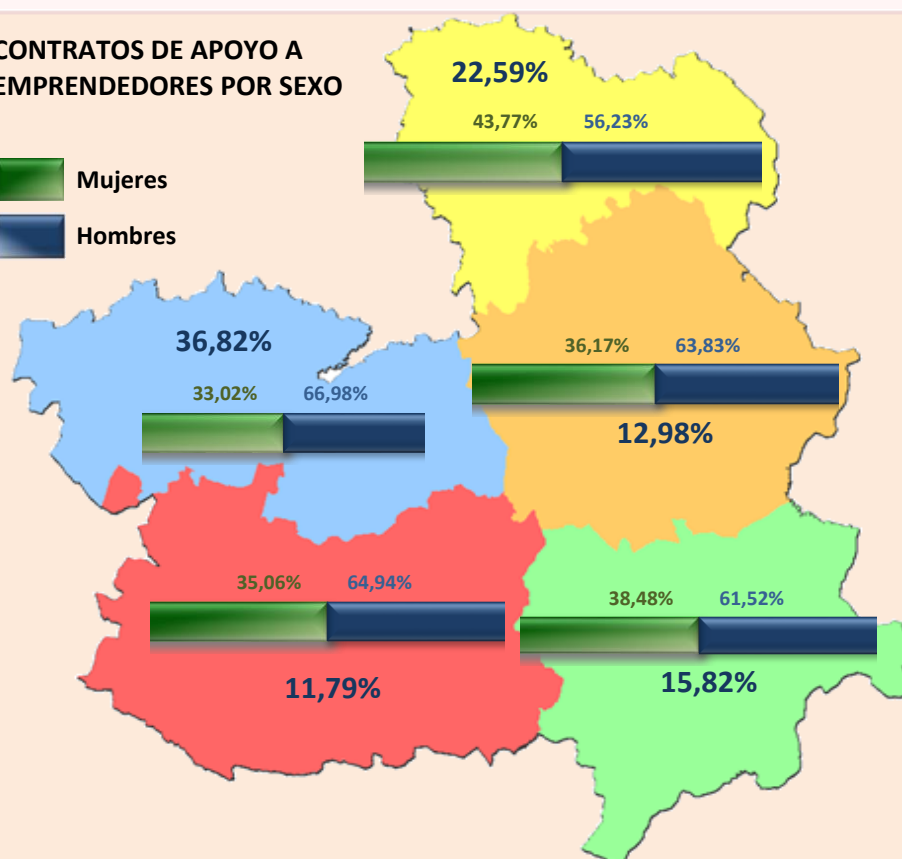 CONTRATOS DE APOYO A
EMPRENDEDORES POR SEXO
Mujeres
Hombres
22,59%
43,77% 56,23%
36,82%
33,02% 66,98%
36,17% 63,83%
12,98%
35,06% 64,94%
11,79%
38,48% 61,52%
15,82%